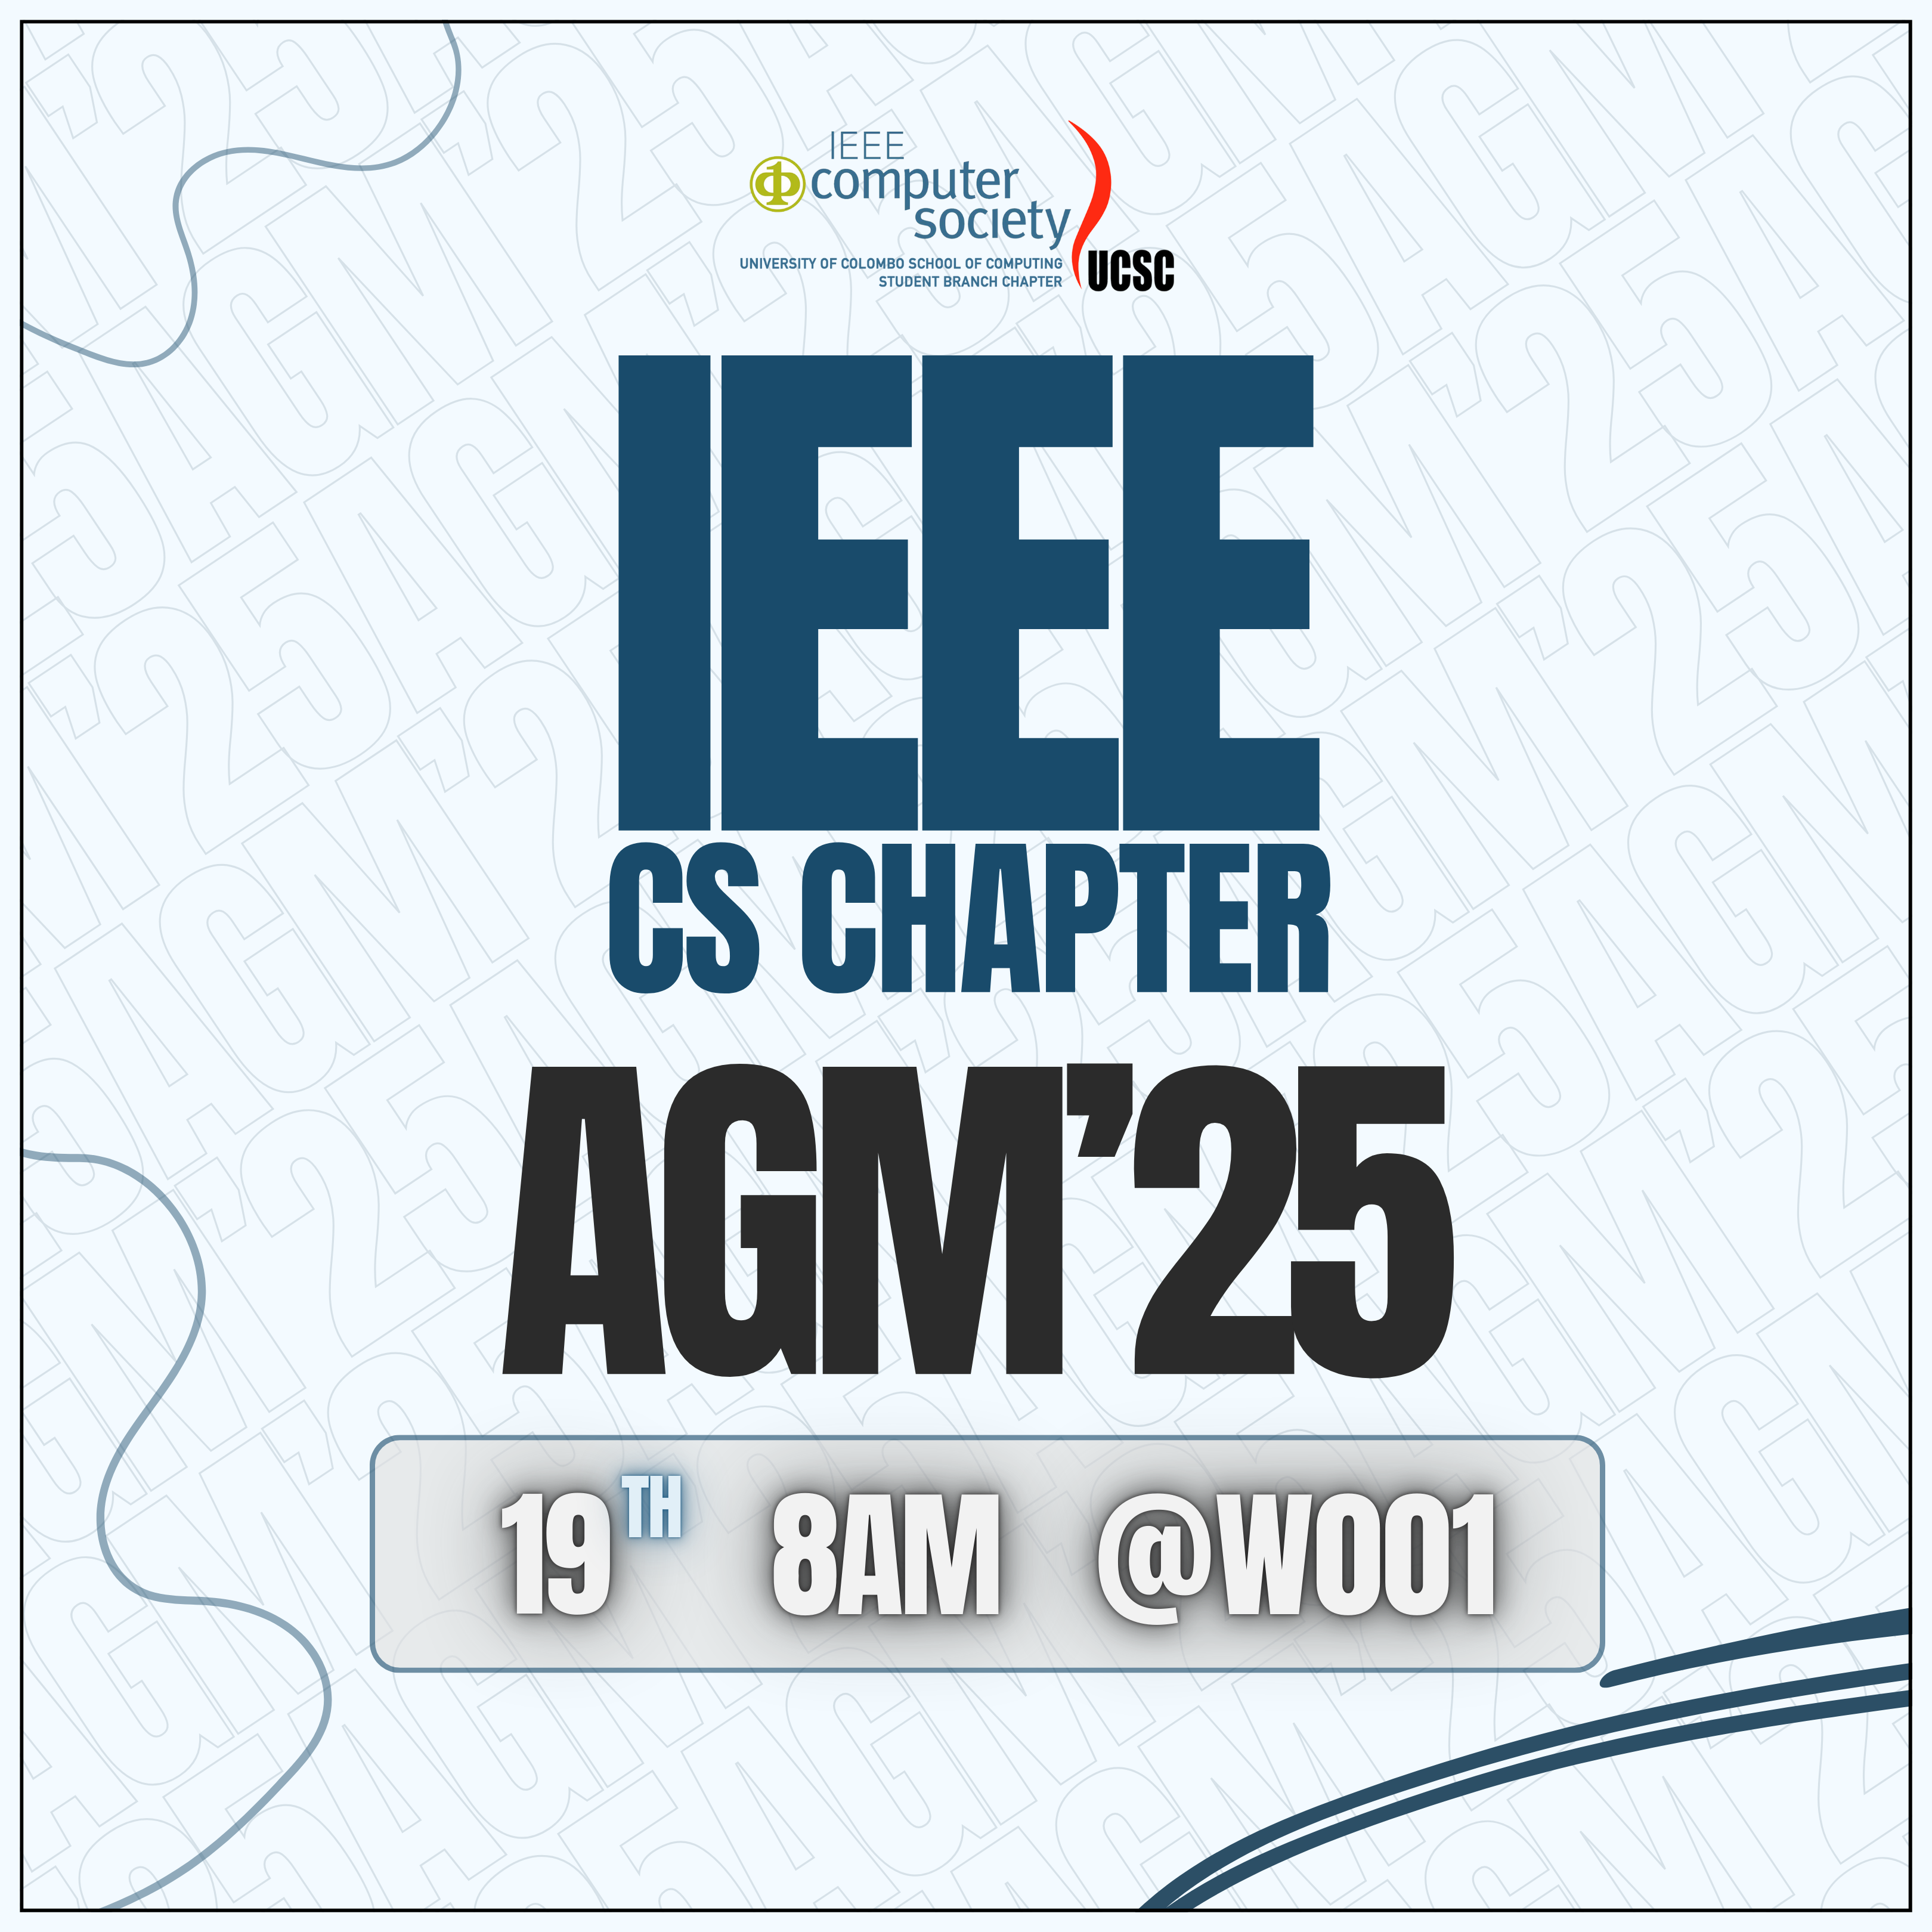 IEEE
computer
society
UNIVERSITY OF COLOMBO SCHOOL OF COMPUTING
STUDENT BRANCH CHAPTER
UCSC
IEEE
CS CHAPTER
AGM’25
19TH 8AM @W001